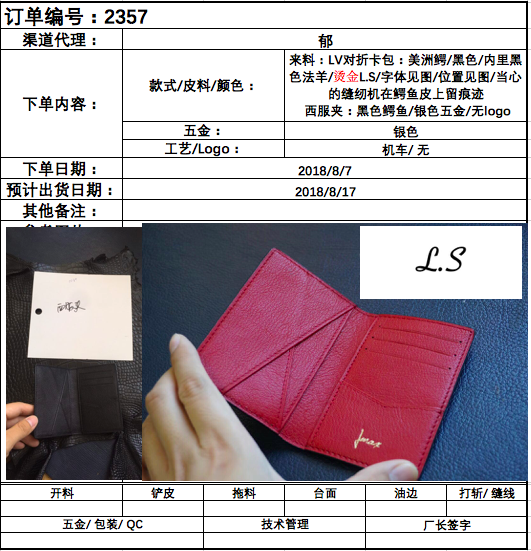 订单编号：2357
渠道代理： 郁
下单内容： 款式/皮料/颜色： 来料：LV对折卡包：美洲鳄/黑色/内里黑
色法羊/烫金L.S/字体见图/位置见图/当心
的缝纫机在鳄鱼皮上留痕迹
西服夹：黑色鳄鱼/银色五金/无logo
五金： 银色
工艺/Logo： 机车/ 无
下单日期： 2018/8/7
预计出货日期： 2018/8/17
其他备注：
L.S
开料 铲皮 拖料 台面 油边 打斩/ 缝线
五金/ 包装/ QC 技术管理 厂长签字